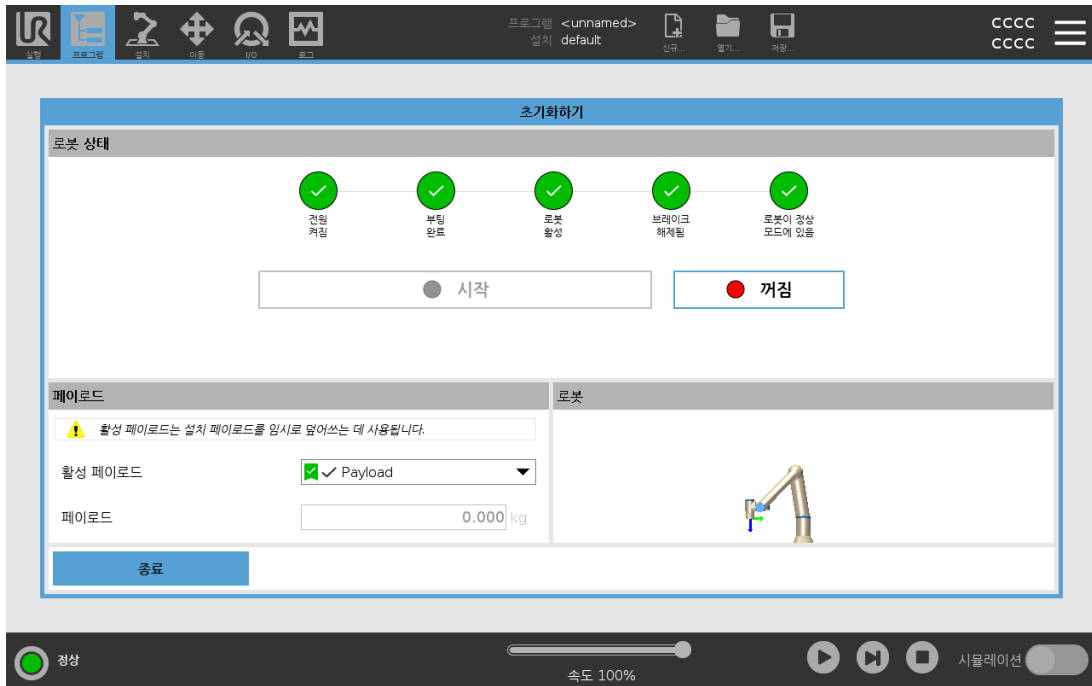 UR
실행
프로그램
설치
이동
I/O
로그
프로그램 <unnamed>
설치 default
신규...
열기...
저장...
CCCC
CCCC
초기화하기
로봇 상태
전원
켜짐
부팅
완료
로봇
활성
브레이크
해제됨
로봇이 정상
모드에 있음
시작
꺼짐
페이로드
활성 페이로드는 설치 페이로드를 임시로 덮어쓰는 데 사용됩니다.
활성 페이로드
Payload
페이로드
0.000 kg
로봇
종료
정상
속도 100%
시뮬레이션